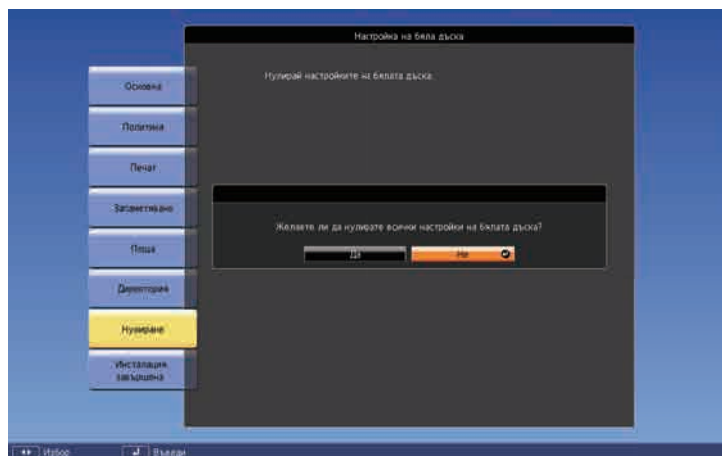 Настройка на бяла дъска
Нулирай настройките на бялата дъска.
Основна
Политика
Печат
Запаметяване
Поща
Директория
Нулиране
Инсталация
завършена
Желаете ли да нулирате всички настройки на бялата дъска?
Да
Не
Избор
Въведи